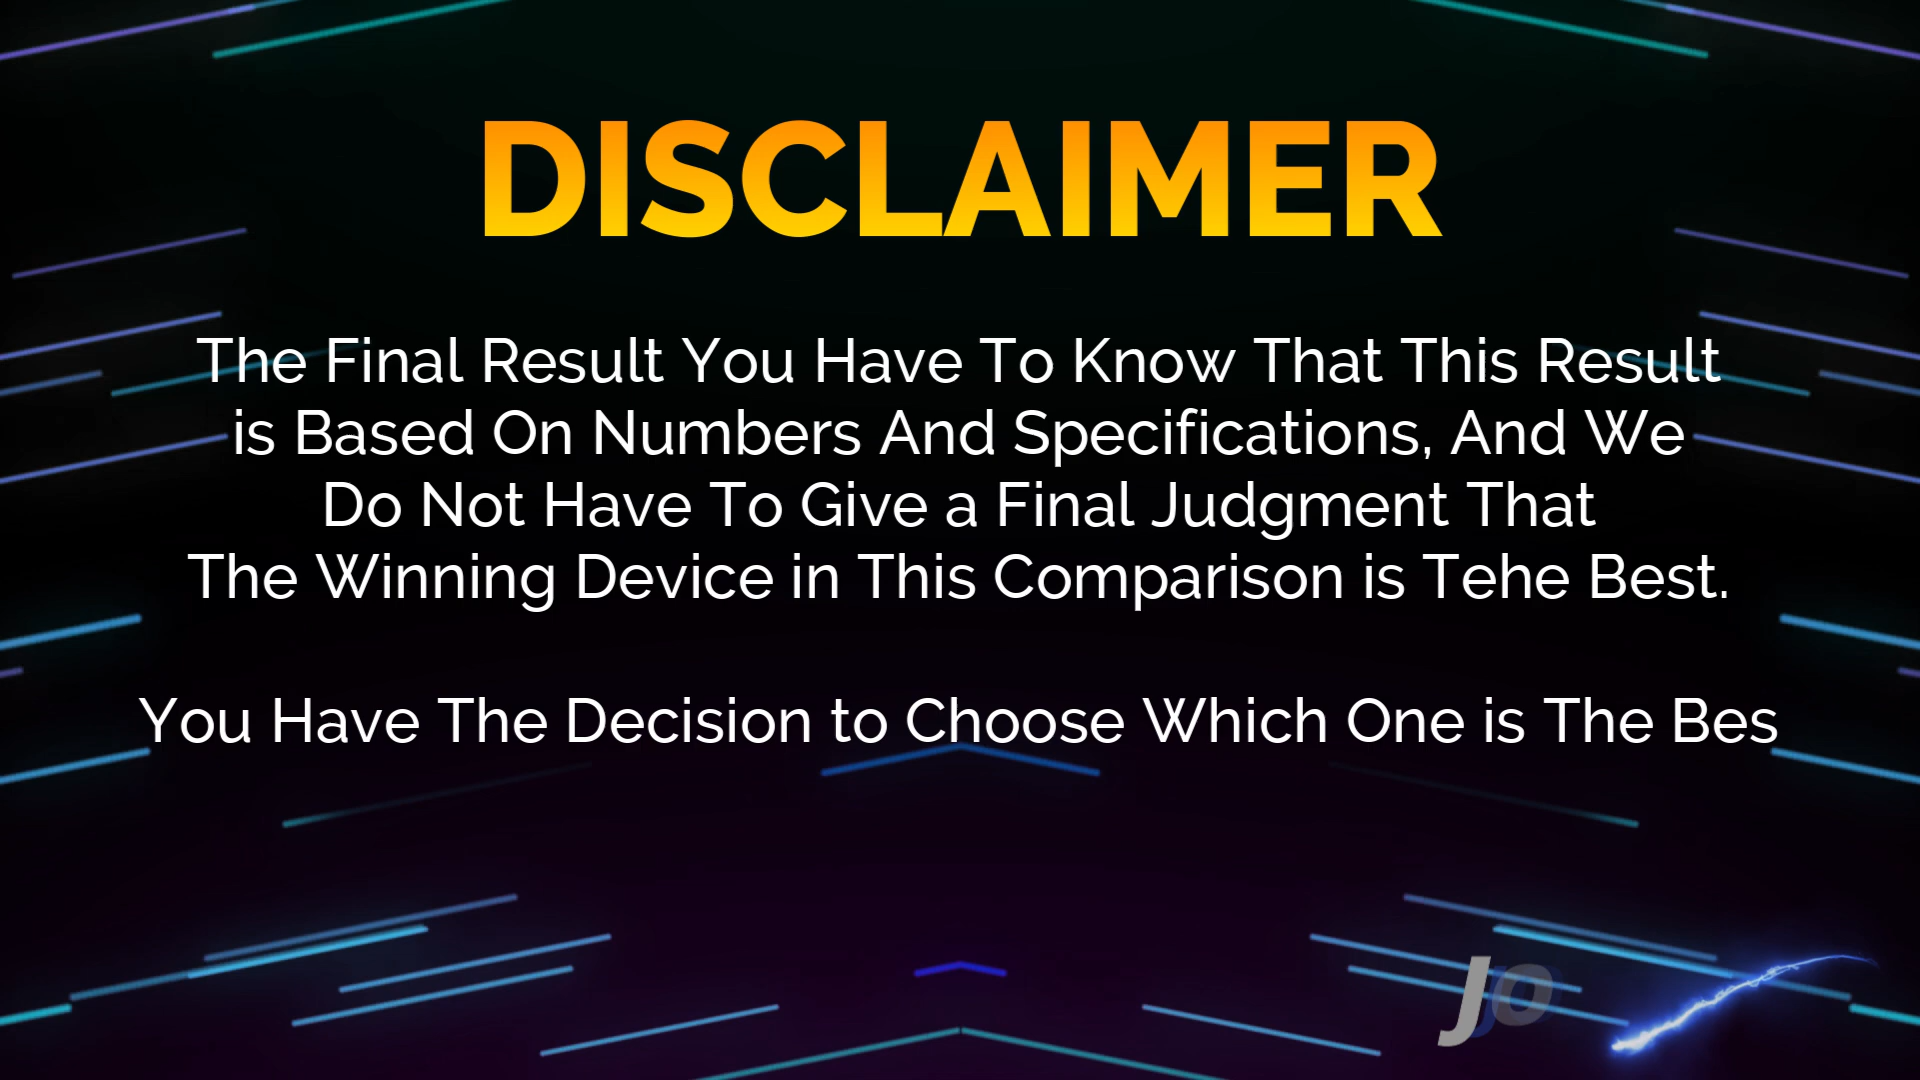 DISCLAIMER
The Final Result You Have To Know That This Result
is Based On Numbers And Specifications, And We
Do Not Have To Give a Final Judgment That
The Winning Device in This Comparison is Tehe Best.
You Have The Decision to Choose Which One is The Bes
Jo